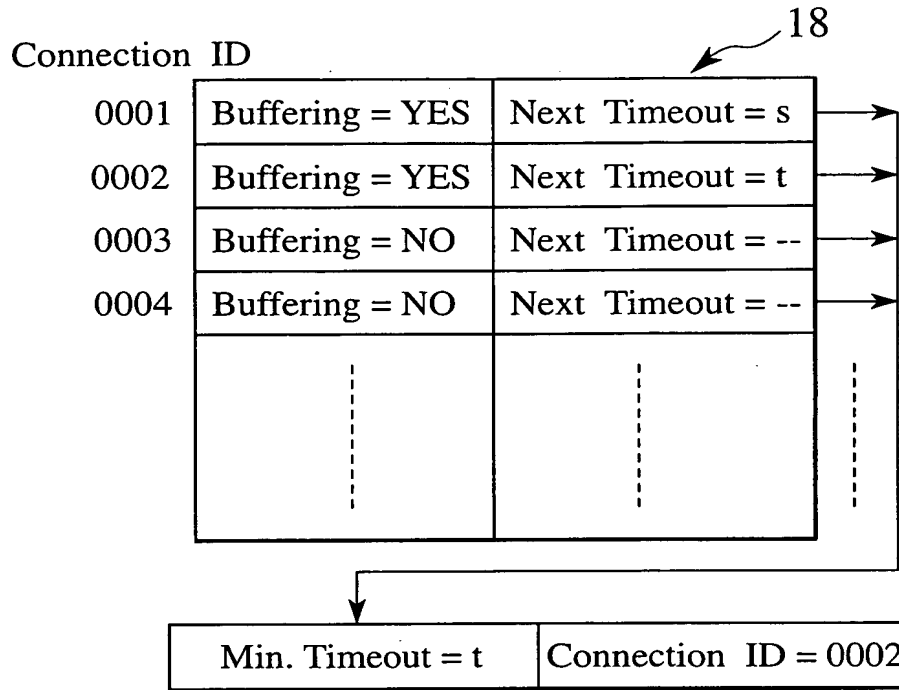 18
Connection ID
0001 Buffering = YES Next Timeout = s
0002 Buffering = YES Next Timeout = t
0003 Buffering = NO Next Timeout = --
0004 Buffering = NO Next Timeout = --
Min. Timeout = t Connection ID = 0002